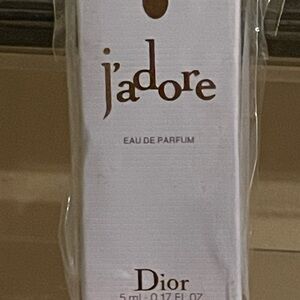 j'adore
EAU DE PARFUM
Dior
5 ml - 0.17 FL OZ